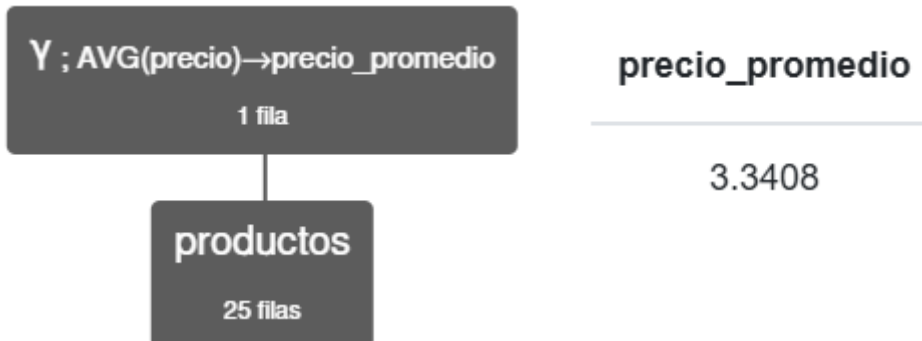 γ ; AVG(precio)→precio_promedio
1 fila
productos
25 filas
precio_promedio
3.3408